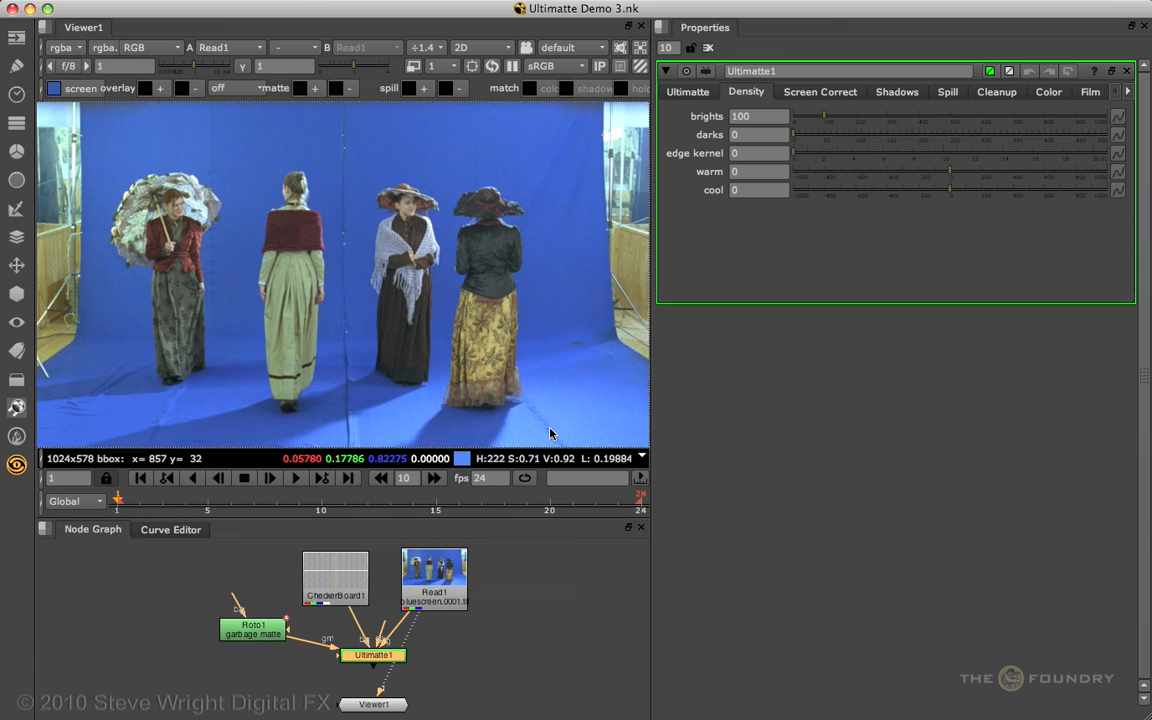 Ultimatte Demo 3.nk
Viewer1
Properties
rgba rgba. RGB A Read1 - B Read1 ÷1.4 2D default
10
f/8 1 Y 1 1 sRGB IP
Ultimatte1
screen overlay + - off matte + - spill + - match colo shadow hold
Ultimatte Density Screen Correct Shadows Spill Cleanup Color Film
brights 100
darks 0
edge kernel 0
warm 0
cool 0
1024x578 bbox: x= 857 y= 32 0.05780 0.17786 0.82275 0.00000 H:222 S:0.71 V:0.92 L: 0.19884
1 10 fps 24
Global 1 5 10 15 20 24
Node Graph Curve Editor
CheckerBoard1
Read1
bluescreen.0001.ti
Roto1
garbage matte
gm
Ultimatte1
Viewer1
© 2010 Steve Wright Digital FX
THE FOUNDRY